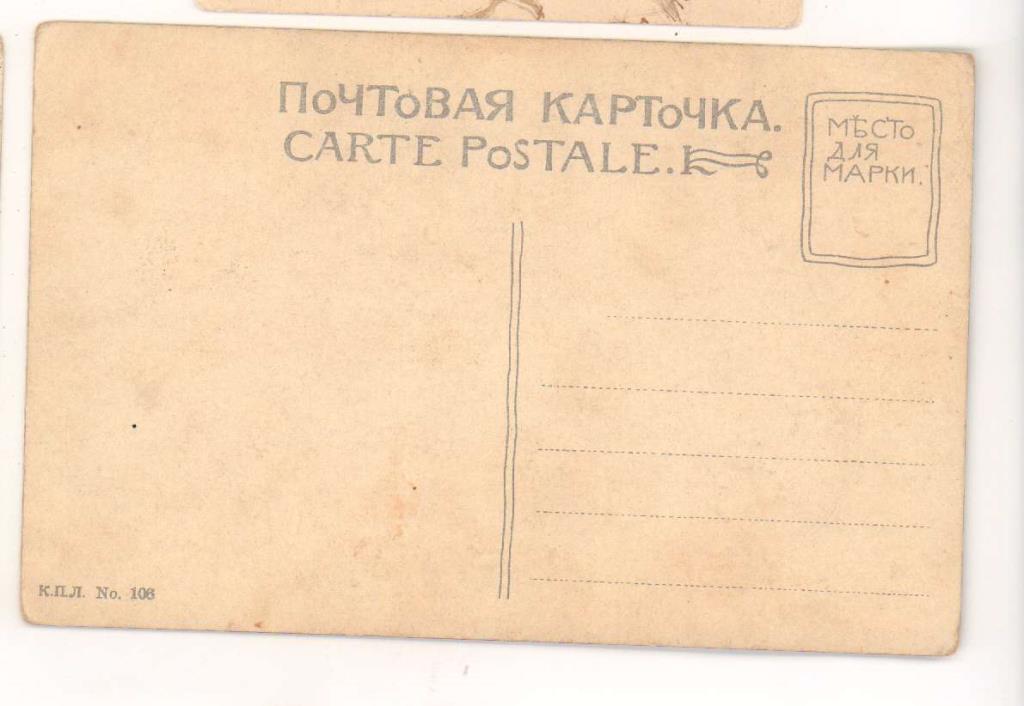 ПОЧТОВАЯ КАРТОЧКА.
CARTE POSTALE.
МѢСТО
ДЛЯ
МАРКИ.
К.П.Л. No. 106